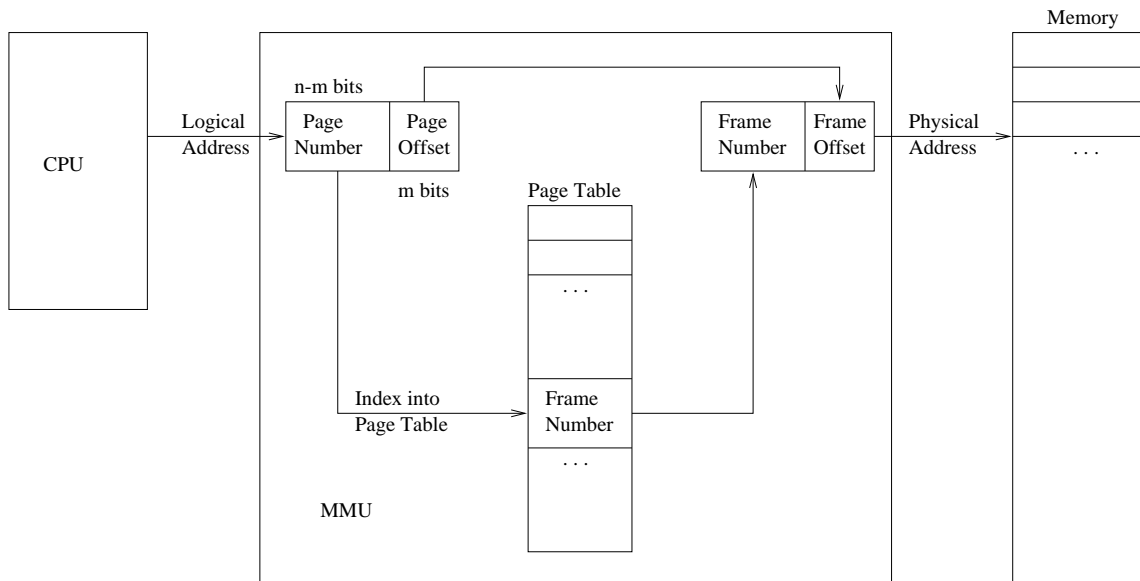 Memory
n-m bits
Logical
Address
Page
Number
Page
Offset
Frame
Number
Frame
Offset
Physical
Address
CPU
. . .
m bits
Page Table
. . .
Index into
Page Table
Frame
Number
. . .
MMU